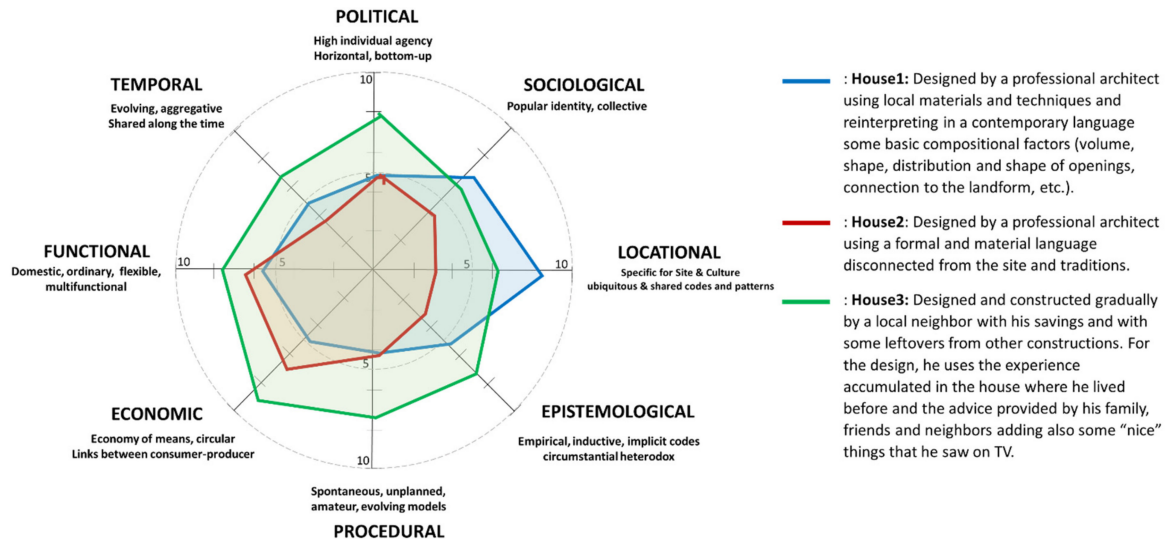 POLITICAL
High individual agency
Horizontal, bottom-up
10
TEMPORAL
Evolving, aggregative
Shared along the time
SOCIOLOGICAL
Popular identity, collective
5
FUNCTIONAL
Domestic, ordinary, flexible,
multifunctional
10
5
5
10
LOCATIONAL
Specific for Site & Culture
ubiquitous & shared codes and patterns
5
10
ECONOMIC
Economy of means, circular
Links between consumer-producer
EPISTEMOLOGICAL
Empirical, inductive, implicit codes
circumstantial heterodox
Spontaneous, unplanned,
amateur, evolving models
PROCEDURAL
: House1: Designed by a professional architect
using local materials and techniques and
reinterpreting in a contemporary language
some basic compositional factors (volume,
shape, distribution and shape of openings,
connection to the landform, etc.).
: House2: Designed by a professional architect
using a formal and material language
disconnected from the site and traditions.
: House3: Designed and constructed gradually
by a local neighbor with his savings and with
some leftovers from other constructions. For
the design, he uses the experience
accumulated in the house where he lived
before and the advice provided by his family,
friends and neighbors adding also some “nice”
things that he saw on TV.